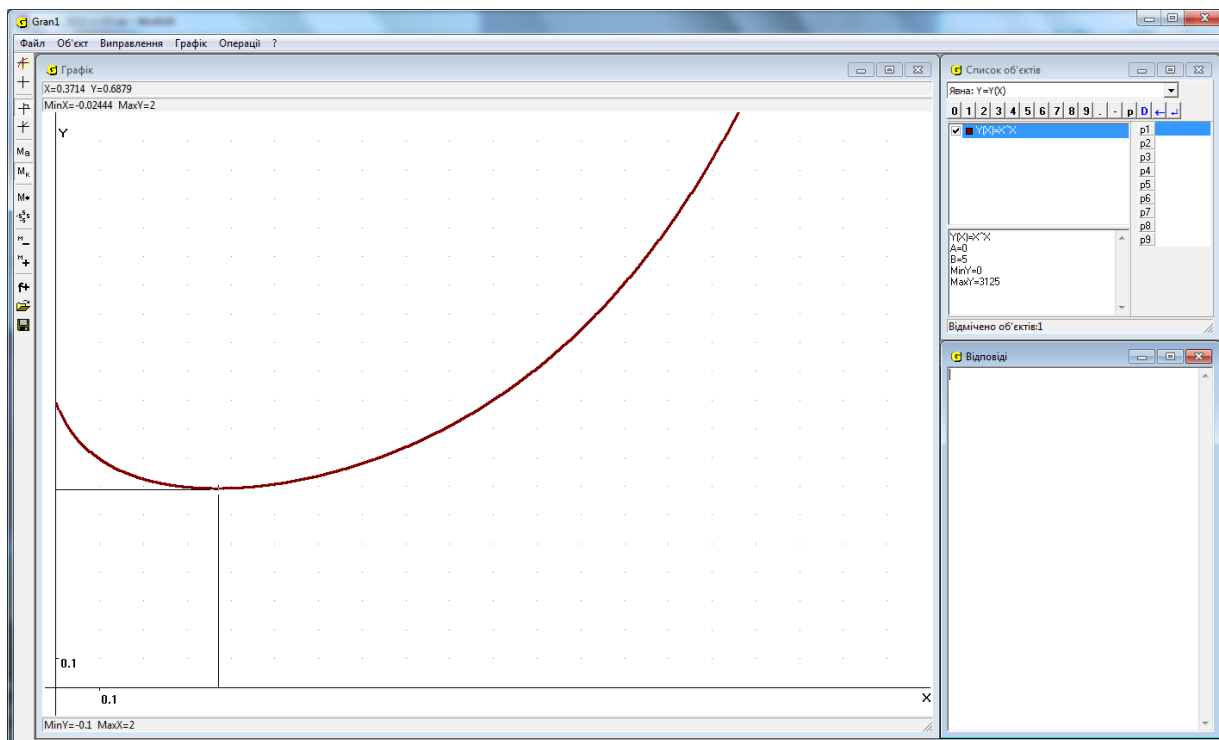 Gran1
Файл Об'єкт Виправлення Графік Операції ?
Графік
X=0.3714 Y=0.6879
MinX=-0.02444 MaxY=2
Y
0.1
0.1
X
MinY=-0.1 MaxX=2
Ma
Mк
M
M
M
f+
Список об'єктів
Явна: Y=Y(X)
0 1 2 3 4 5 6 7 8 9 . - p D ← ↲
Y(X)=X^X
p1
p2
p3
p4
p5
p6
p7
p8
p9
Y(X)=X^X
A=0
B=5
MinY=0
MaxY=3125
Відмічено об'єктів:1
Відповіді